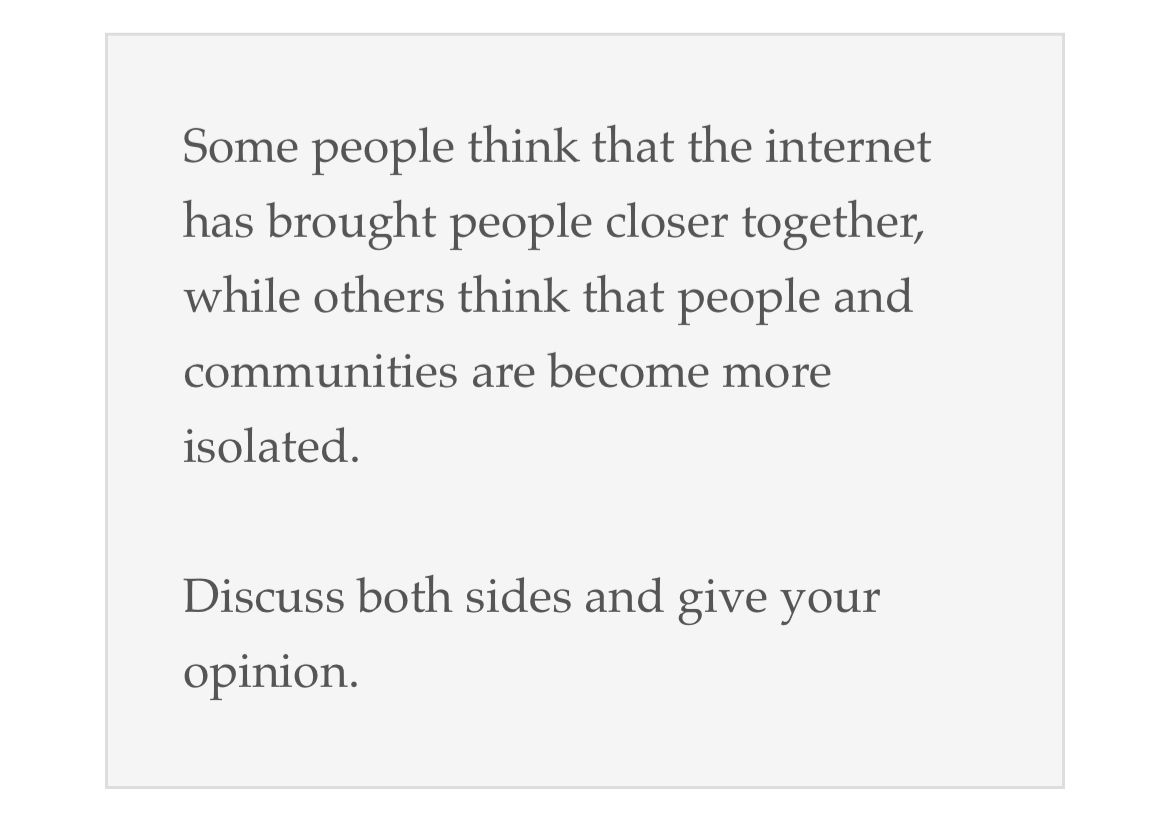 Some people think that the internet
has brought people closer together,
while others think that people and
communities are become more
isolated.
Discuss both sides and give your
opinion.